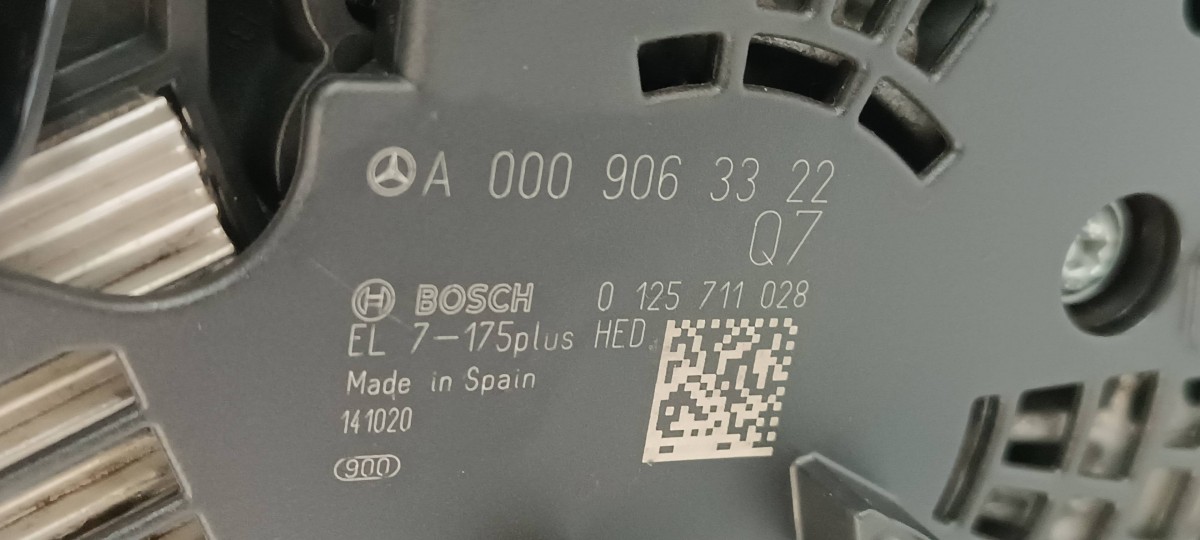 A 000 906 33 22
Q7
BOSCH 0 125 711 028
EL 7-175plus HED
Made in Spain
141020
900